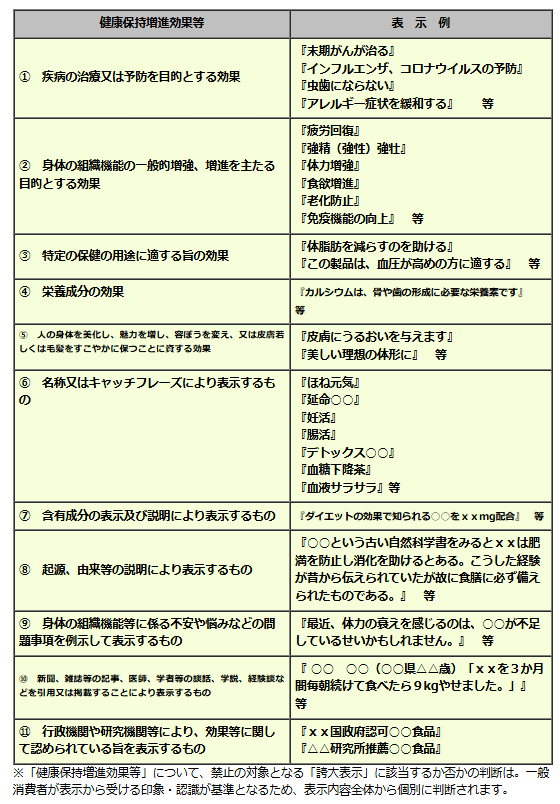 健康保持増進効果等
表　示　例
①　疾病の治療又は予防を目的とする効果
『末期がんが治る』
『インフルエンザ、コロナウイルスの予防』
『虫歯にならない』
『アレルギー症状を緩和する』　　等
②　身体の組織機能の一般的増強、増進を主たる
目的とする効果
『疲労回復』
『強精（強性）強壮』
『体力増強』
『食欲増進』
『老化防止』
『免疫機能の向上』　等
③　特定の保健の用途に適する旨の効果
『体脂肪を減らすのを助ける』
『この製品は、血圧が高めの方に適する』　等
④　栄養成分の効果
『カルシウムは、骨や歯の形成に必要な栄養素です』
等
⑤　人の身体を美化し、魅力を増し、容ぼうを変え、又は皮膚若
しくは毛髪をすこやかに保つことに資する効果
『皮膚にうるおいを与えます』
『美しい理想の体形に』　等
⑥　名称又はキャッチフレーズにより表示するも
の
『ほね元気』
『延命○○』
『妊活』
『腸活』
『デトックス○○』
『血糖下降茶』
『血液サラサラ』等
⑦　含有成分の表示及び説明により表示するもの
『ダイエットの効果で知られる○○をｘｘmg配合』　等
⑧　起源、由来等の説明により表示するもの
『○○という古い自然科学書をみるとｘｘは肥
満を防止し消化を助けるとある。こうした経験
が昔から伝えられていたが故に食膳に必ず備え
られたものである。』　等
⑨　身体の組織機能等に係る不安や悩みなどの問
題事項を例示して表示するもの
『最近、体力の衰えを感じるのは、○○が不足
しているせいかもしれません。』　等
⑩　新聞、雑誌等の記事、医師、学者等の談話、学説、経験談な
どを引用又は掲載することにより表示するもの
『 ○○　○○（○○県△△歳）「ｘｘを３か月
間毎朝続けて食べたら９kgやせました。」』
等
⑪　行政機関や研究機関等により、効果等に関し
て認められている旨を表示するもの
『ｘｘ国政府認可○○食品』
『△△研究所推薦○○食品』
※「健康保持増進効果等」について、禁止の対象となる「誇大表示」に該当するか否かの判断は。一般
消費者が表示から受ける印象・認識が基準となるため、表示内容全体から個別に判断されます。